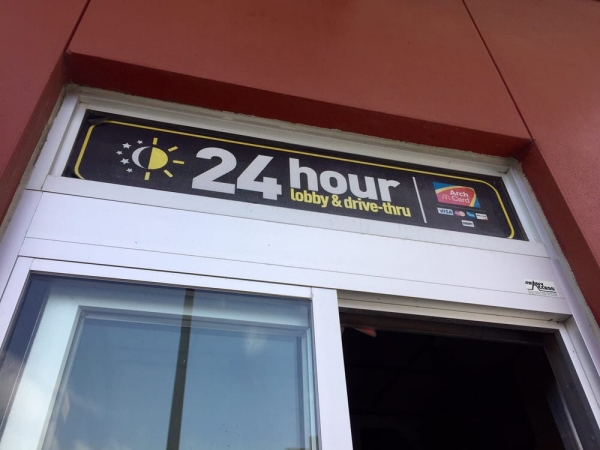 24 hour
lobby & drive-thru
Arch
Card
VISA